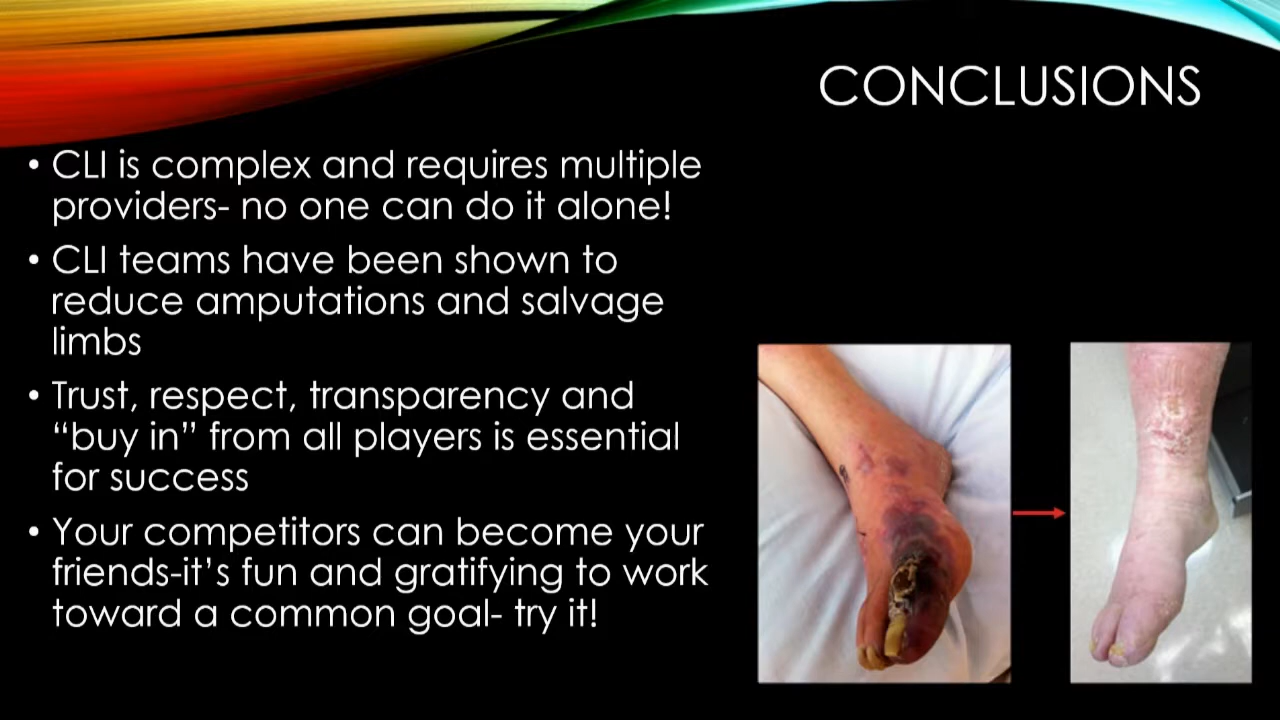 CONCLUSIONS
• CLI is complex and requires multiple
providers- no one can do it alone!
• CLI teams have been shown to
reduce amputations and salvage
limbs
• Trust, respect, transparency and
“buy in” from all players is essential
for success
• Your competitors can become your
friends-it’s fun and gratifying to work
toward a common goal- try it!